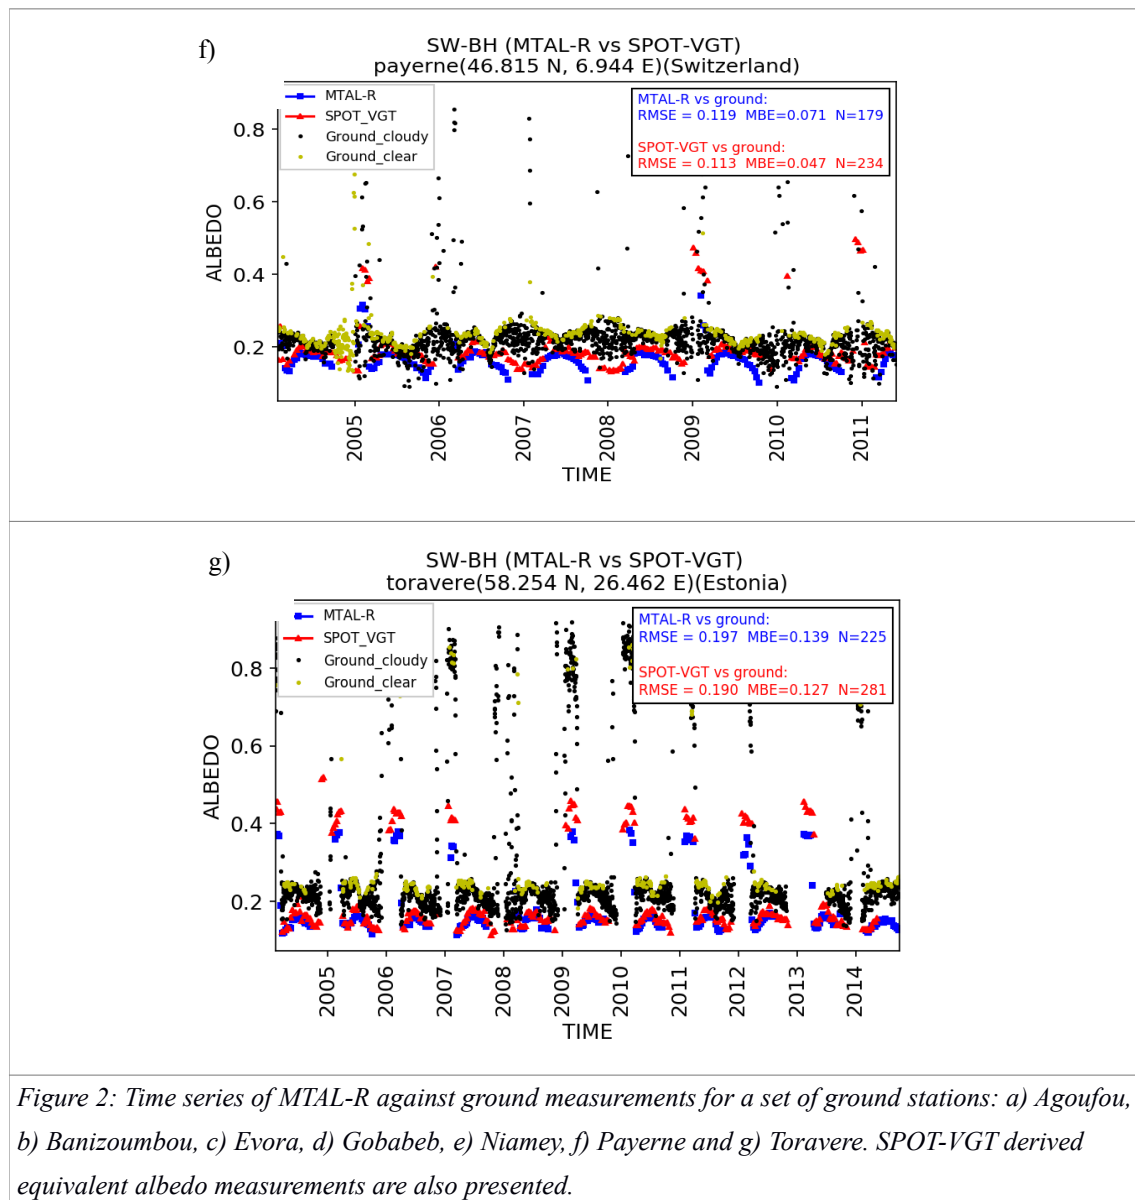 f)
SW-BH (MTAL-R vs SPOT-VGT)
payerne(46.815 N, 6.944 E)(Switzerland)
MTAL-R
SPOT_VGT
Ground_cloudy
Ground_clear
MTAL-R vs ground:
RMSE = 0.119 MBE=0.071 N=179
SPOT-VGT vs ground:
RMSE = 0.113 MBE=0.047 N=234
ALBEDO
0.8
0.6
0.4
0.2
2005 2006 2007 2008 2009 2010 2011
TIME
g)
SW-BH (MTAL-R vs SPOT-VGT)
toravere(58.254 N, 26.462 E)(Estonia)
MTAL-R
SPOT_VGT
Ground_cloudy
Ground_clear
MTAL-R vs ground:
RMSE = 0.197 MBE=0.139 N=225
SPOT-VGT vs ground:
RMSE = 0.190 MBE=0.127 N=281
ALBEDO
0.8
0.6
0.4
0.2
2005 2006 2007 2008 2009 2010 2011 2012 2013 2014
TIME
Figure 2: Time series of MTAL-R against ground measurements for a set of ground stations: a) Agoufou,
b) Banizoumbou, c) Evora, d) Gobabeb, e) Niamey, f) Payerne and g) Toravere. SPOT-VGT derived
equivalent albedo measurements are also presented.